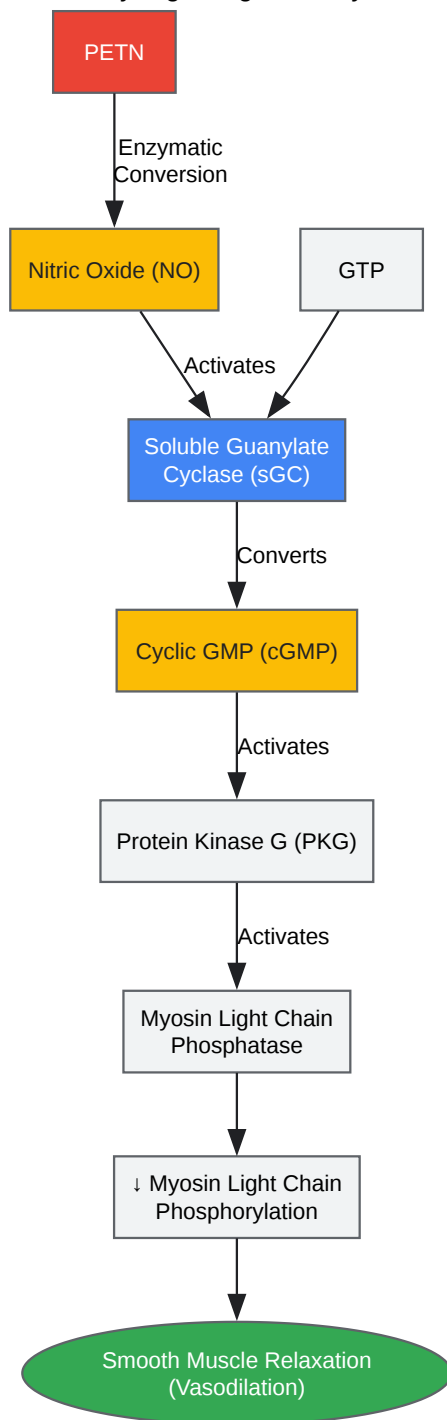 PETN
Enzymatic
Conversion
Nitric Oxide (NO)
GTP
Activates
Soluble Guanylate
Cyclase (sGC)
Converts
Cyclic GMP (cGMP)
Activates
Protein Kinase G (PKG)
Activates
Myosin Light Chain
Phosphatase
↓ Myosin Light Chain
Phosphorylation
Smooth Muscle Relaxation
(Vasodilation)